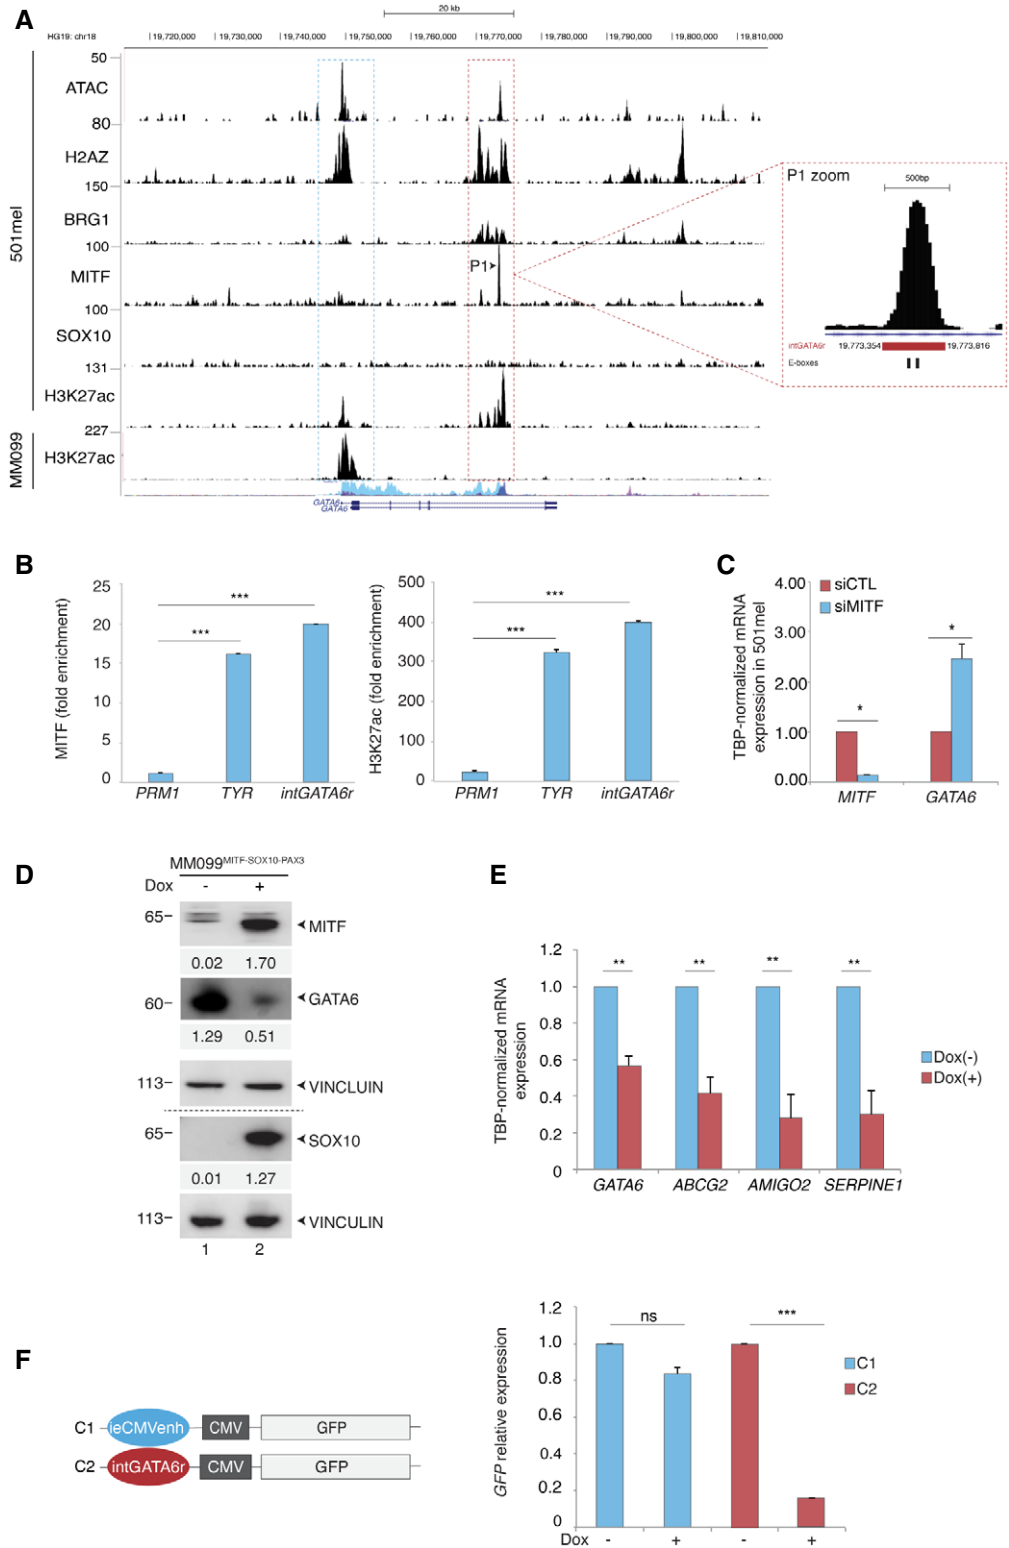 A
20 kb
HG19: chr18
|19,720,000 |19,730,000 |19,740,000 |19,750,000 |19,760,000 |19,770,000 |19,780,000 |19,790,000 |19,800,000 |19,810,000
501mel
50
ATAC
80
H2AZ
150
BRG1
100
MITF
P1
100
SOX10
131
H3K27ac
227
MM099
H3K27ac
GATA6
GATA6
P1 zoom
500bp
intGATA6r 19,773,354 19,773,816
E-boxes
B
MITF (fold enrichment)
25
20
15
10
5
0
***
***
PRM1 TYR intGATA6r
H3K27ac (fold enrichment)
500
400
300
200
100
0
***
***
PRM1 TYR intGATA6r
C
TBP-normalized mRNA
expression in 501mel
4.00
3.00
2.00
1.00
0.00
siCTL
siMITF
*
*
MITF GATA6
D
MM099MITF-SOX10-PAX3
Dox - +
65 MITF
0.02 1.70
60 GATA6
1.29 0.51
113 VINCLUIN
65 SOX10
0.01 1.27
113 VINCULIN
1 2
E
TBP-normalized mRNA
expression
1.2
1.0
0.8
0.6
0.4
0.2
0
** ** ** **
GATA6 ABCG2 AMIGO2 SERPINE1
Dox(-)
Dox(+)
F
C1 ieCMVenh CMV GFP
C2 intGATA6r CMV GFP
GFP relative expression
1.2
1.0
0.8
0.6
0.4
0.2
0
ns ***
C1
C2
Dox - + - +